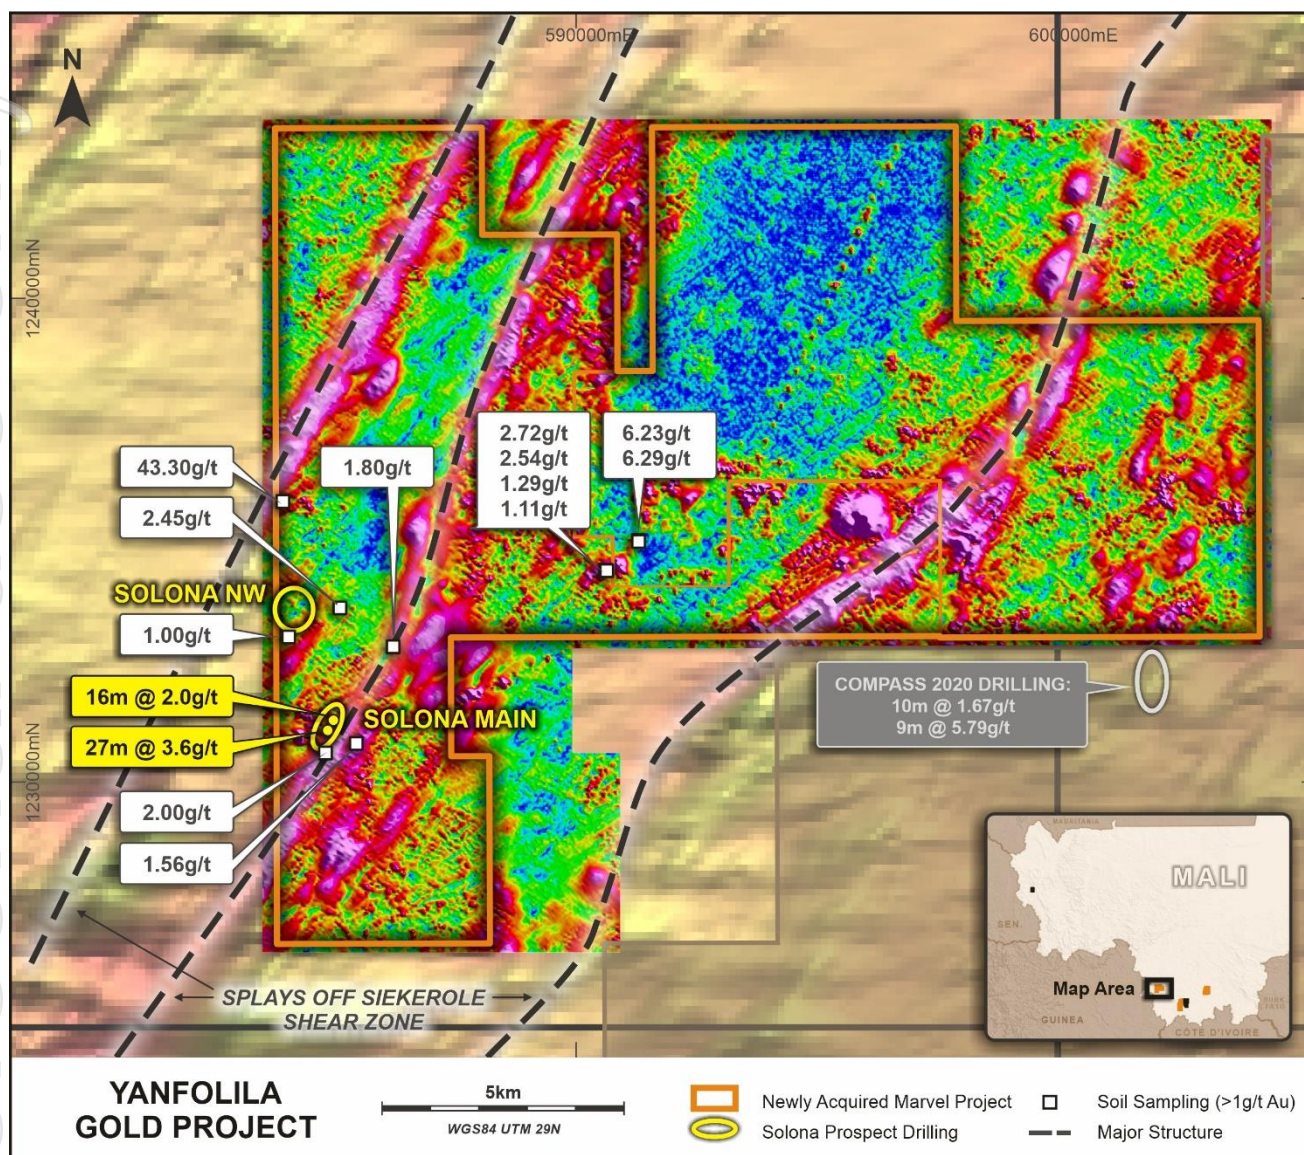 N
590000mE
600000mE
1240000mN
1230000mN
43.30g/t
2.45g/t
1.80g/t
2.72g/t
2.54g/t
1.29g/t
1.11g/t
6.23g/t
6.29g/t
SOLONA NW
1.00g/t
16m @ 2.0g/t
27m @ 3.6g/t
SOLONA MAIN
2.00g/t
1.56g/t
COMPASS 2020 DRILLING:
10m @ 1.67g/t
9m @ 5.79g/t
SPLAYS OFF SIEKEROLE
SHEAR ZONE
MAURITANIA
MALI
SEN.
Map Area
GUINEA
BURK.
FASO
COTE D'IVOIRE
YANFOLILA
GOLD PROJECT
5km
WGS84 UTM 29N
Newly Acquired Marvel Project
Solona Prospect Drilling
Soil Sampling (>1g/t Au)
Major Structure